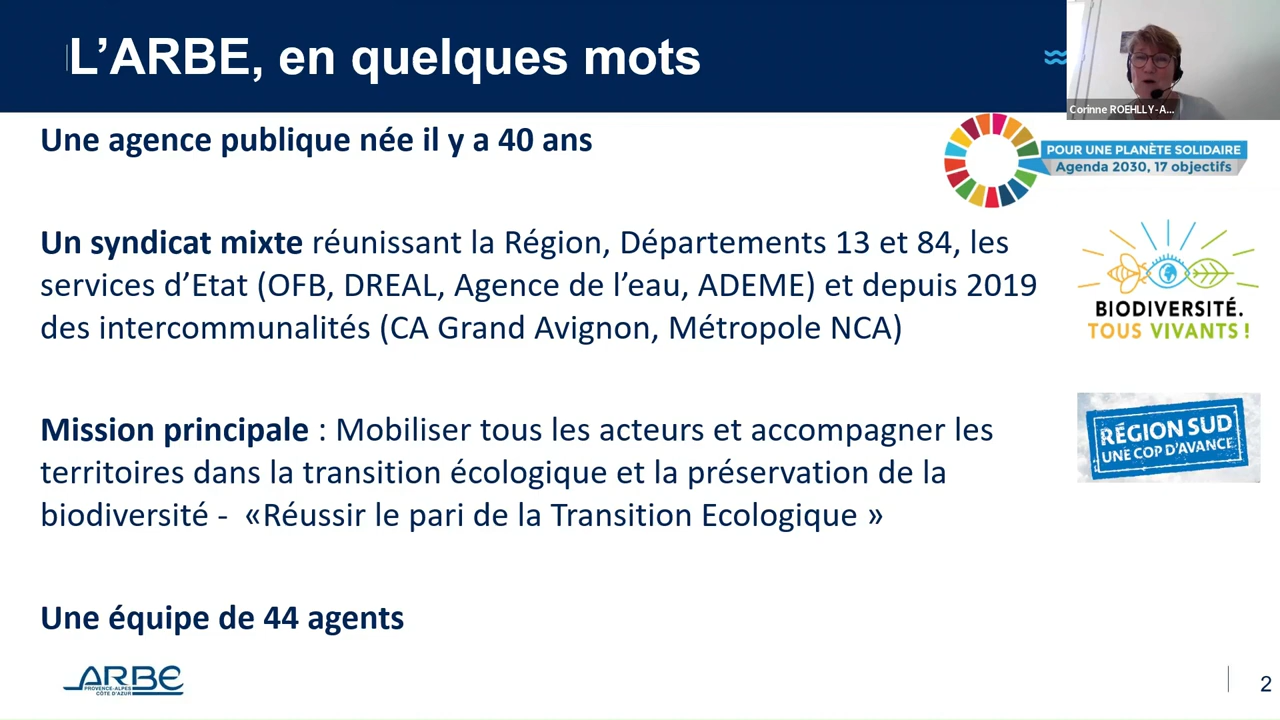 L’ARBE, en quelques mots
Corinne ROEHLLY-A...
Une agence publique née il y a 40 ans
POUR UNE PLANÈTE SOLIDAIRE
Agenda 2030, 17 objectifs
Un syndicat mixte réunissant la Région, Départements 13 et 84, les
services d’Etat (OFB, DREAL, Agence de l’eau, ADEME) et depuis 2019
des intercommunalités (CA Grand Avignon, Métropole NCA)
BIODIVERSITÉ.
TOUS VIVANTS !
Mission principale : Mobiliser tous les acteurs et accompagner les
territoires dans la transition écologique et la préservation de la
biodiversité - «Réussir le pari de la Transition Ecologique »
RÉGION SUD
UNE COP D'AVANCE
Une équipe de 44 agents
ARBE
PROVENCE-ALPES
CÔTE D'AZUR
2